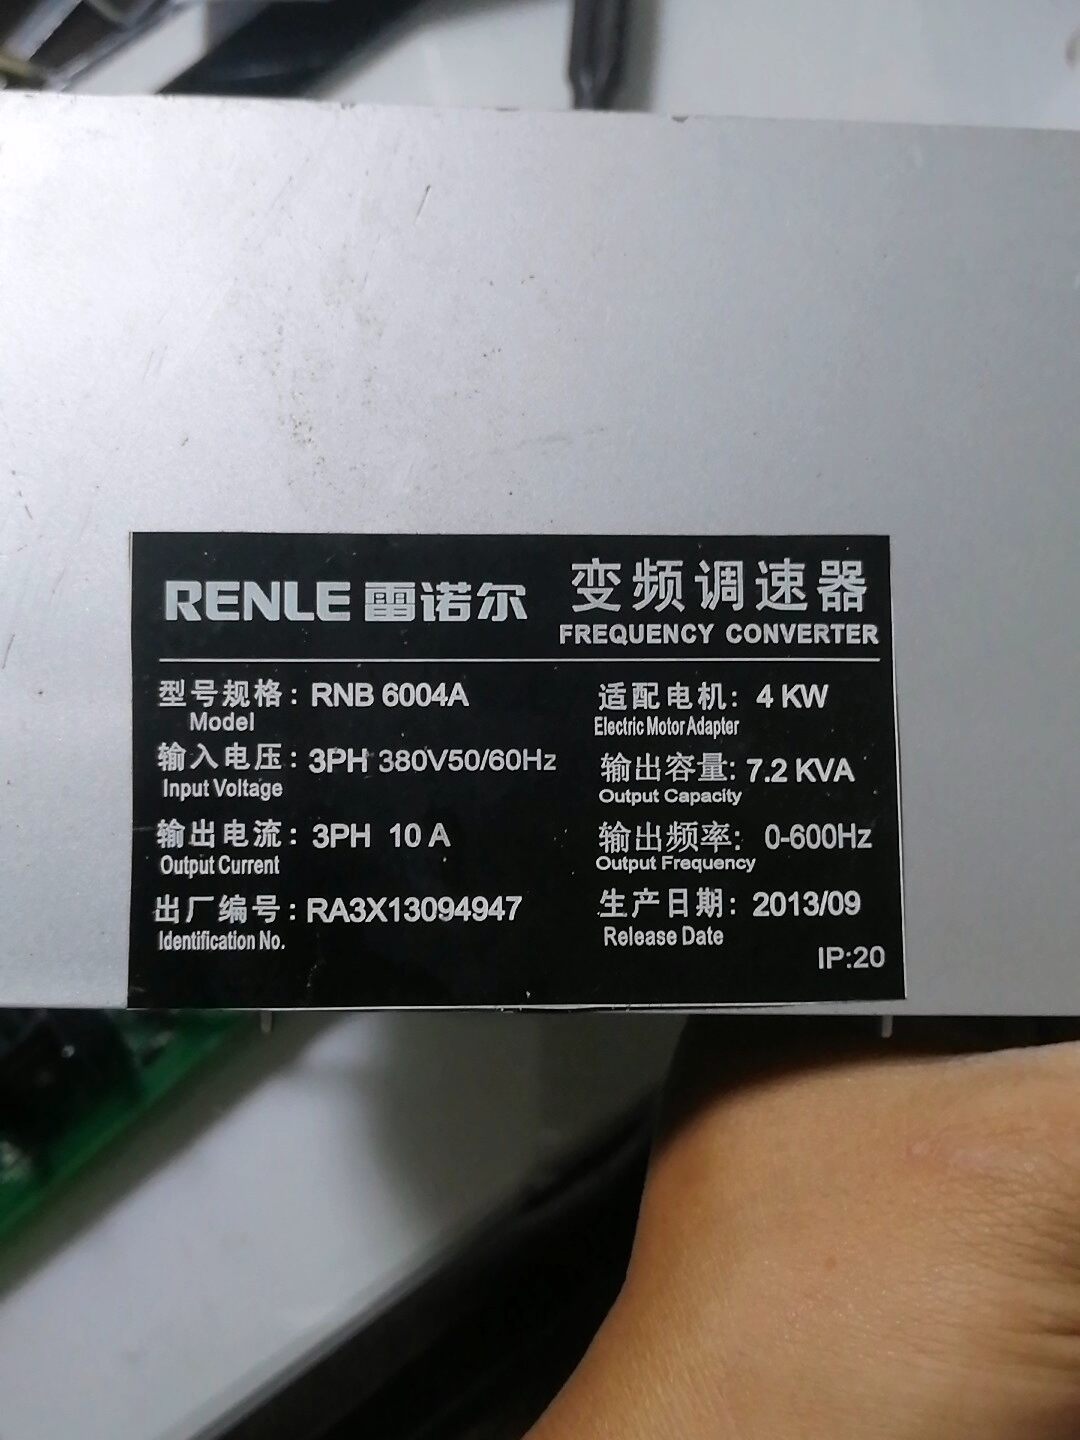 RENLE 雷诺尔 变频调速器
FREQUENCY CONVERTER
型号规格: RNB 6004A 适配电机: 4 KW
Model Electric Motor Adapter
输入电压: 3PH 380V50/60Hz 输出容量: 7.2 KVA
Input Voltage Output Capacity
输出电流: 3PH 10 A 输出频率: 0-600Hz
Output Current Output Frequency
出厂编号: RA3X13094947 生产日期: 2013/09
Identification No. Release Date
IP:20